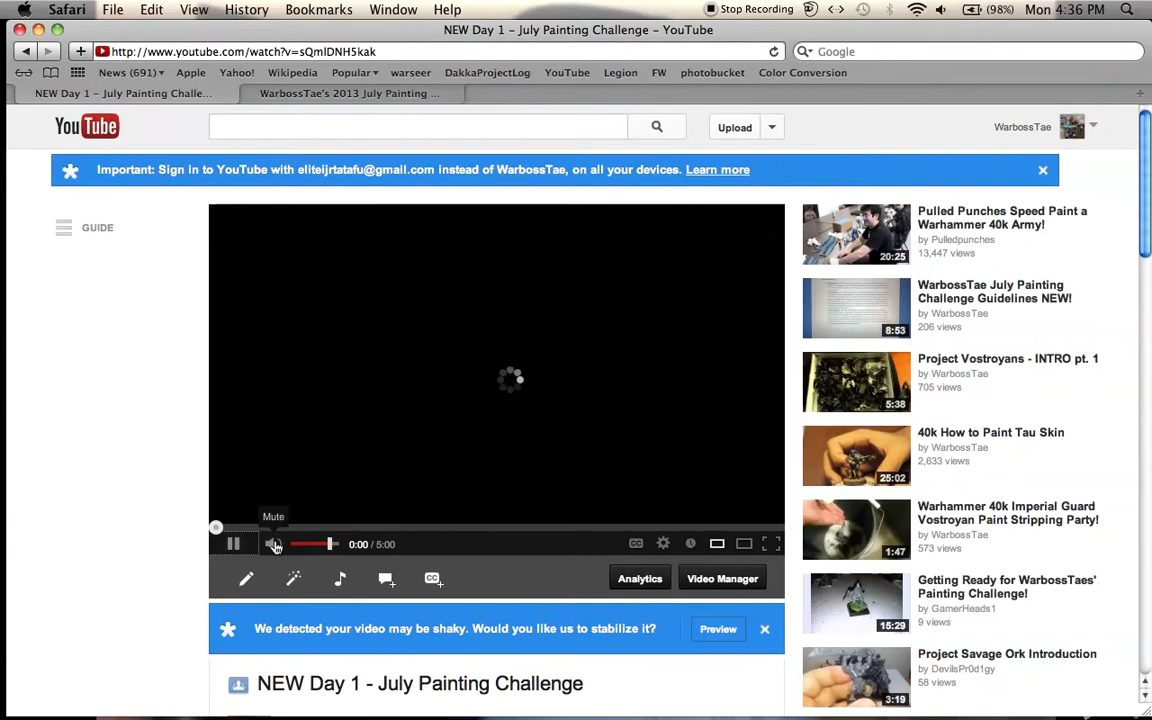 Safari File Edit View History Bookmarks Window Help Stop Recording (98%) Mon 4:36 PM
NEW Day 1 – July Painting Challenge – YouTube
http://www.youtube.com/watch?v=sQmlDNH5kak Google
News (691) Apple Yahoo! Wikipedia Popular warseer DakkaProjectLog YouTube Legion FW photobucket Color Conversion
NEW Day 1 – July Painting Challe... WarbossTae's 2013 July Painting ...
YouTube Upload WarbossTae
Important: Sign in to YouTube with eliteijrtatafu@gmail.com instead of WarbossTae, on all your devices. Learn more
GUIDE
Mute
0:00 / 5:00
Analytics Video Manager
We detected your video may be shaky. Would you like us to stabilize it? Preview
NEW Day 1 - July Painting Challenge
Pulled Punches Speed Paint a
Warhammer 40k Army!
by Pulledpunches
13,447 views
20:25
WarbossTae July Painting
Challenge Guidelines NEW!
by WarbossTae
206 views
8:53
Project Vostroyans - INTRO pt. 1
by WarbossTae
705 views
5:38
40k How to Paint Tau Skin
by WarbossTae
2,633 views
25:02
Warhammer 40k Imperial Guard
Vostroyan Paint Stripping Party!
by WarbossTae
573 views
1:47
Getting Ready for WarbossTaes'
Painting Challenge!
by GamerHeads1
9 views
15:29
Project Savage Ork Introduction
by DevilsPr0d1gy
58 views
3:19